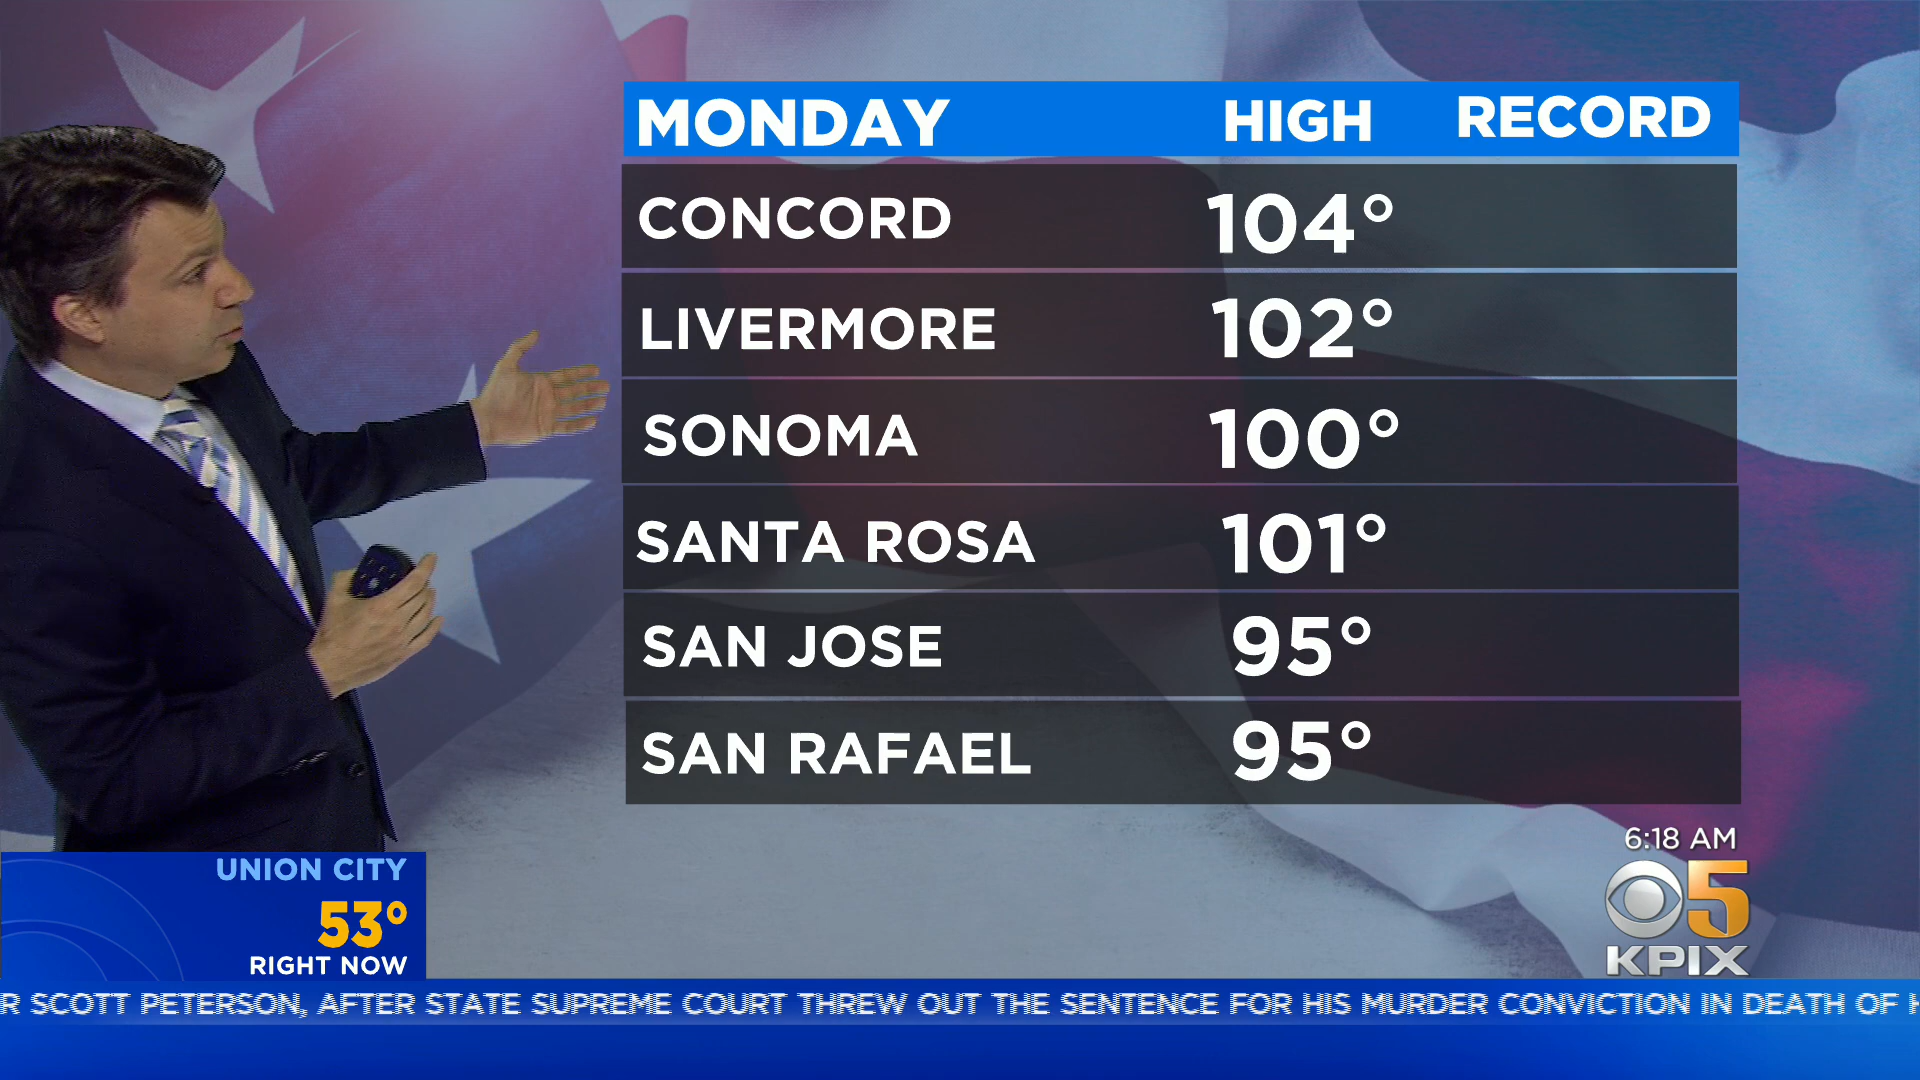 MONDAY HIGH RECORD
CONCORD 104°
LIVERMORE 102°
SONOMA 100°
SANTA ROSA 101°
SAN JOSE 95°
SAN RAFAEL 95°
6:18 AM
5
KPIX
UNION CITY
53°
RIGHT NOW
R SCOTT PETERSON, AFTER STATE SUPREME COURT THREW OUT THE SENTENCE FOR HIS MURDER CONVICTION IN DEATH OF